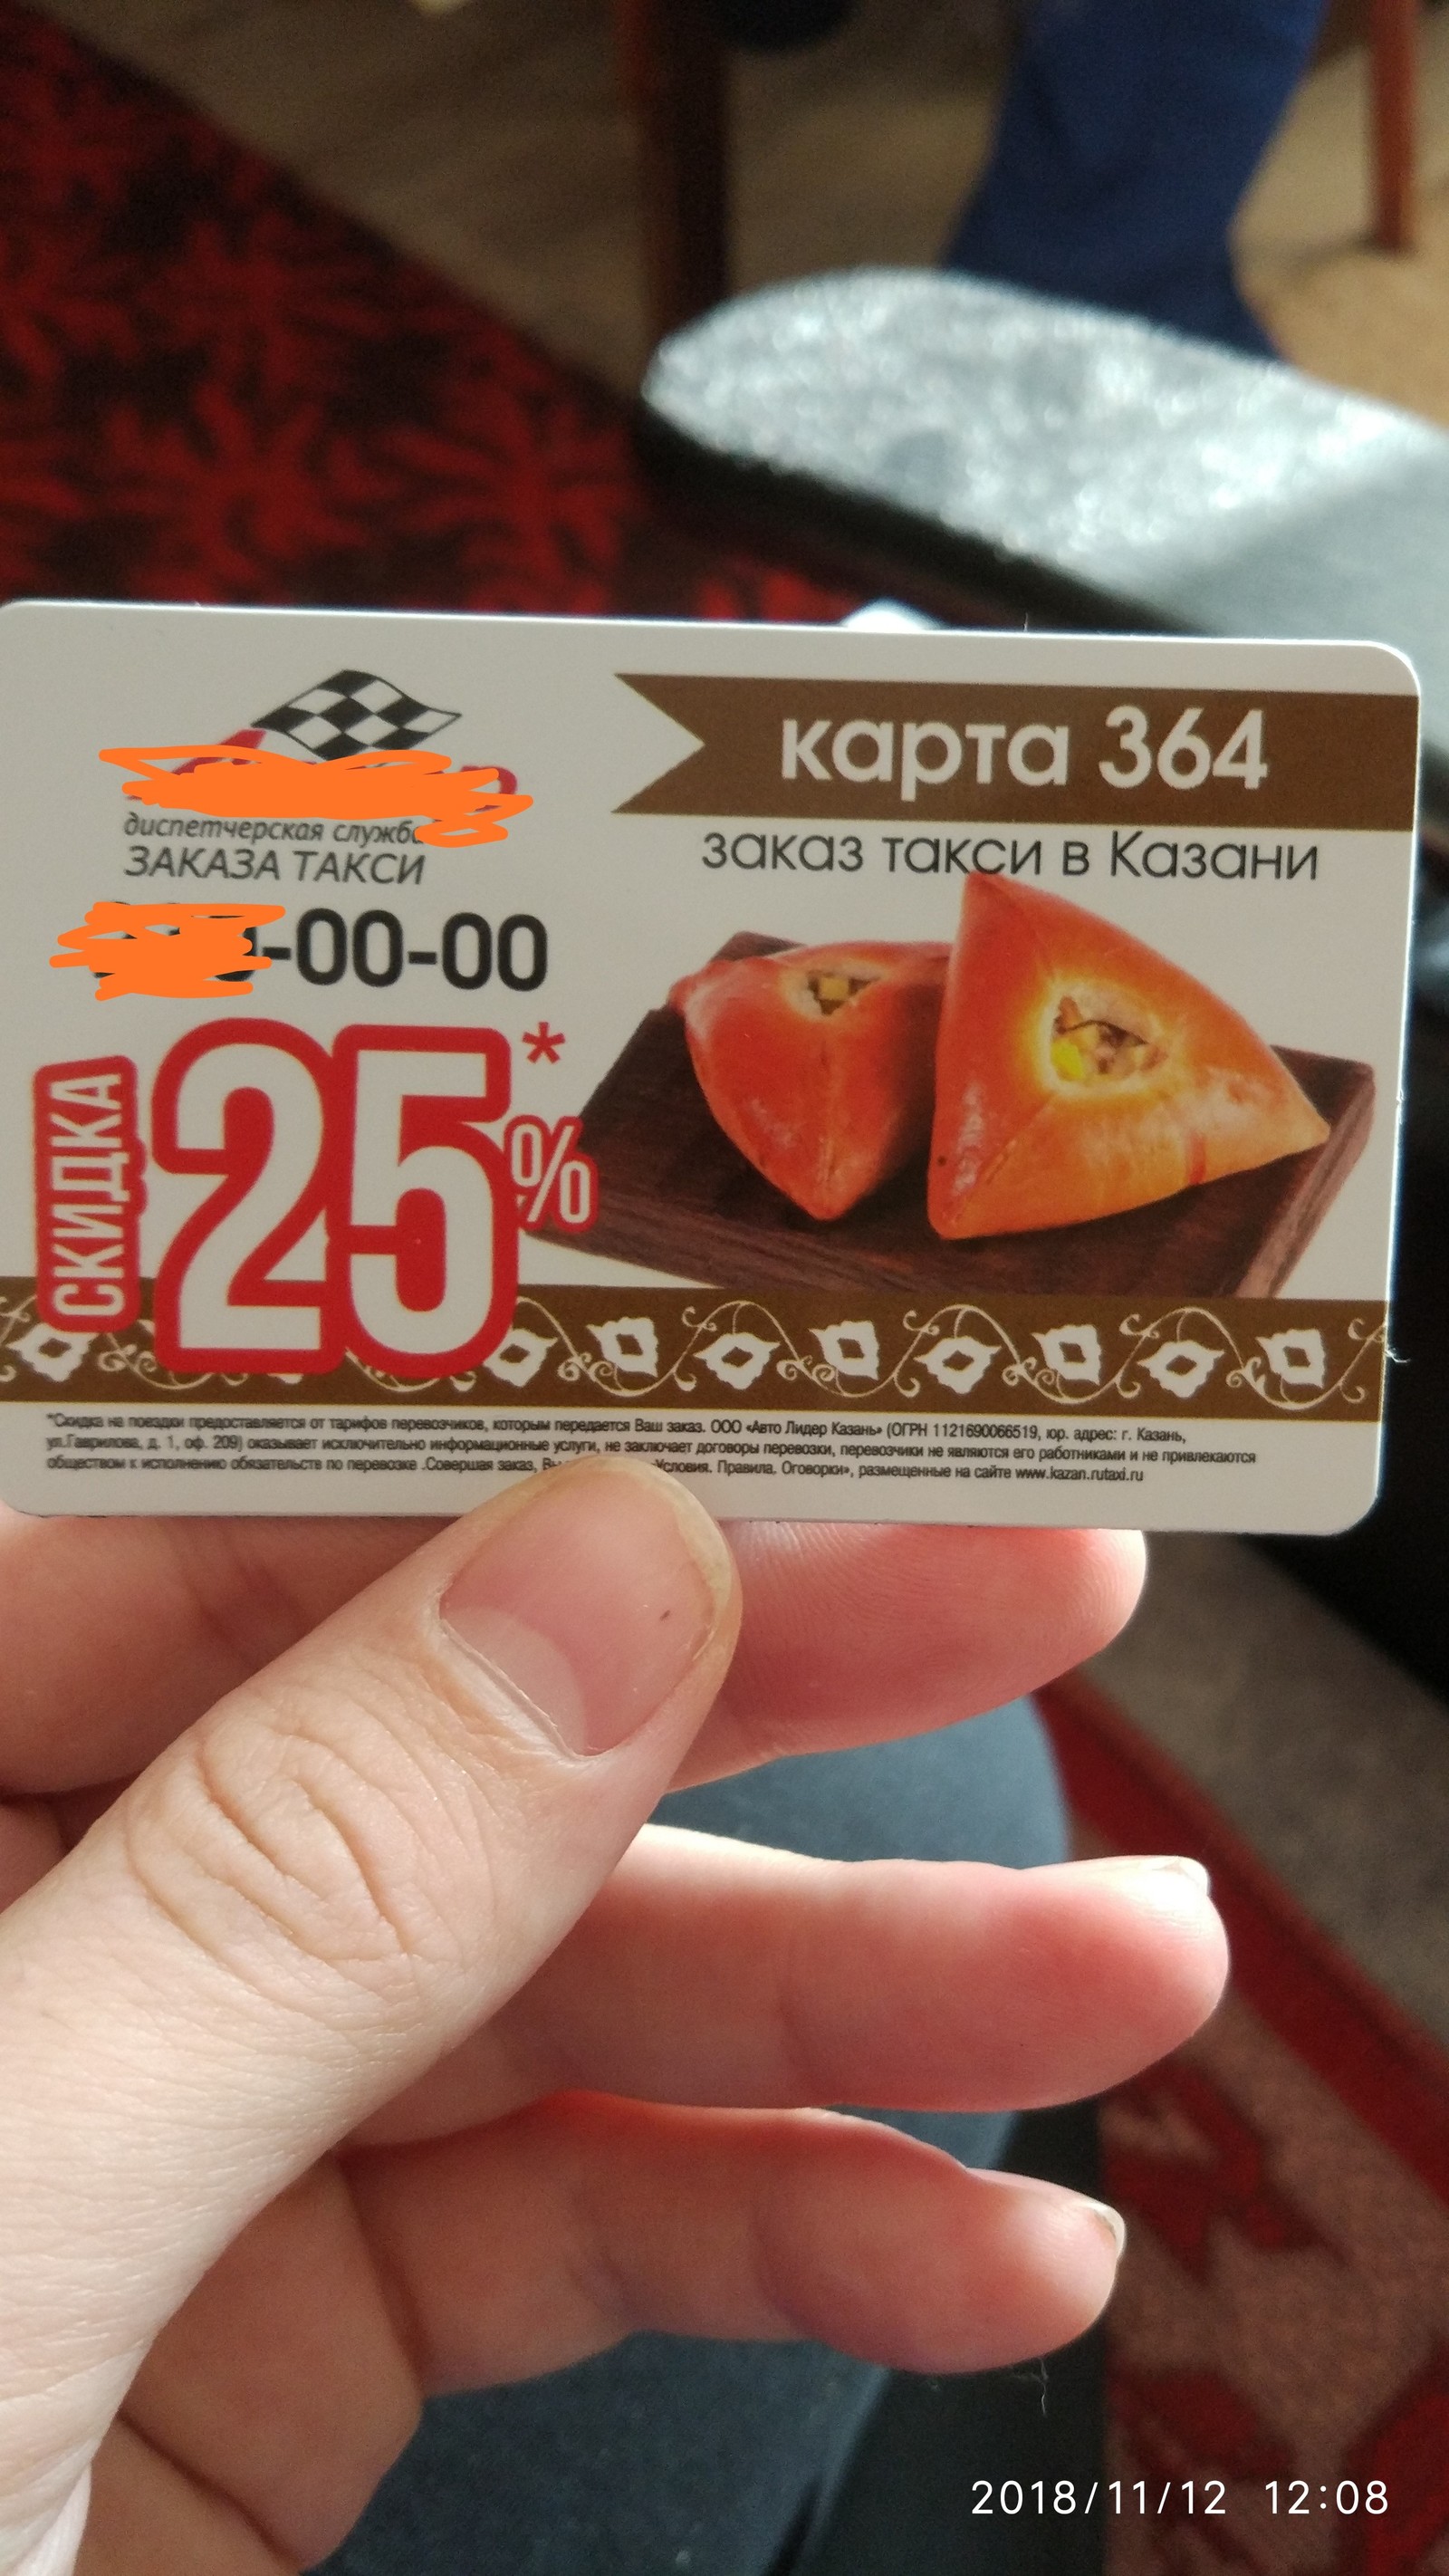 карта 364
диспетчерская служба
ЗАКАЗА ТАКСИ
заказ такси в Казани
-00-00
СКИДКА 25%*
*Скидка на поездки предоставляется от тарифов перевозчиков, которым передается Ваш заказ. ООО «Авто Лидер Казань» (ОГРН 1121690066519, юр. адрес: г. Казань,
ул.Гаврилова, д. 1, оф. 209) оказывает исключительно информационные услуги, не заключает договоры перевозки, перевозчики не являются его работниками и не привлекаются
обществом к исполнению обязательств по перевозке .Совершая заказ, «Условия. Правила. Оговорки», размещенные на сайте www.kazan.rutaxi.ru
2018/11/12 12:08